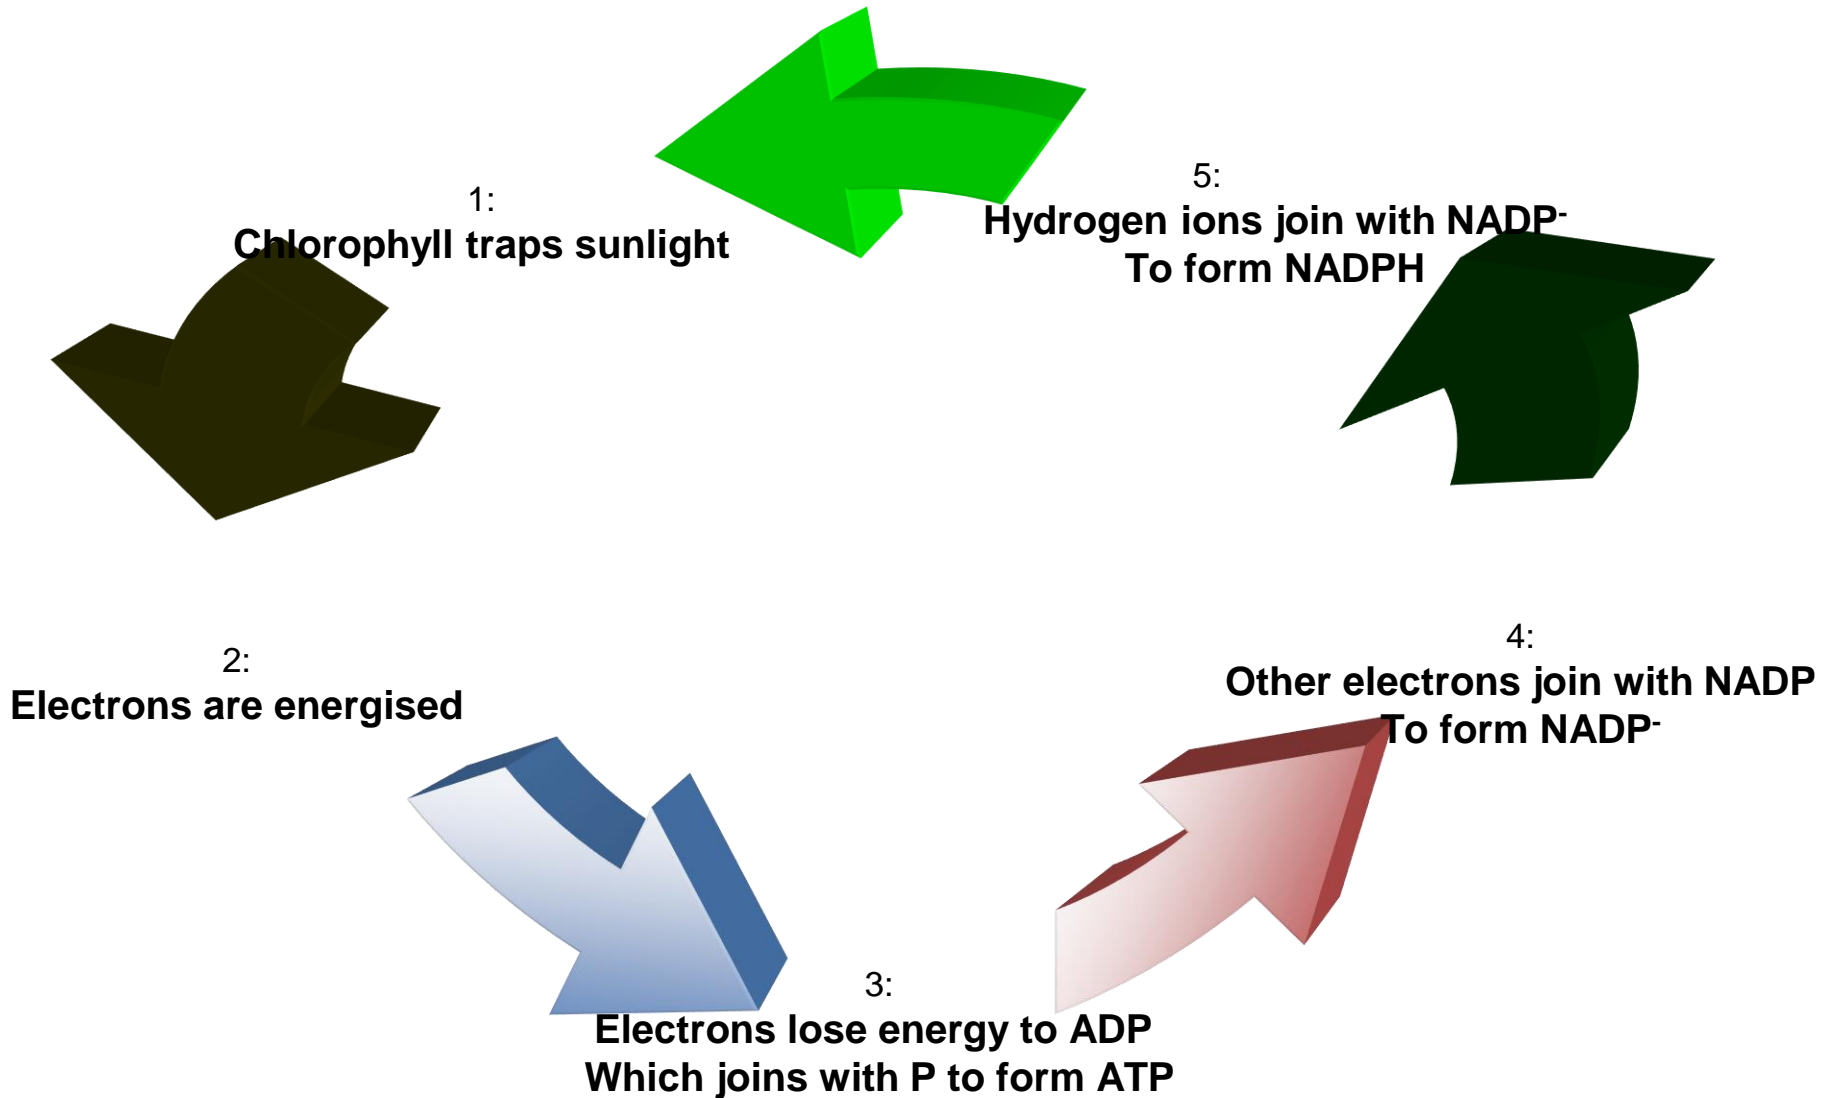 1:
Chlorophyll traps sunlight
2:
Electrons are energised
3:
Electrons lose energy to ADP
Which joins with P to form ATP
4:
Other electrons join with NADP
To form NADP⁻
5:
Hydrogen ions join with NADP⁻
To form NADPH